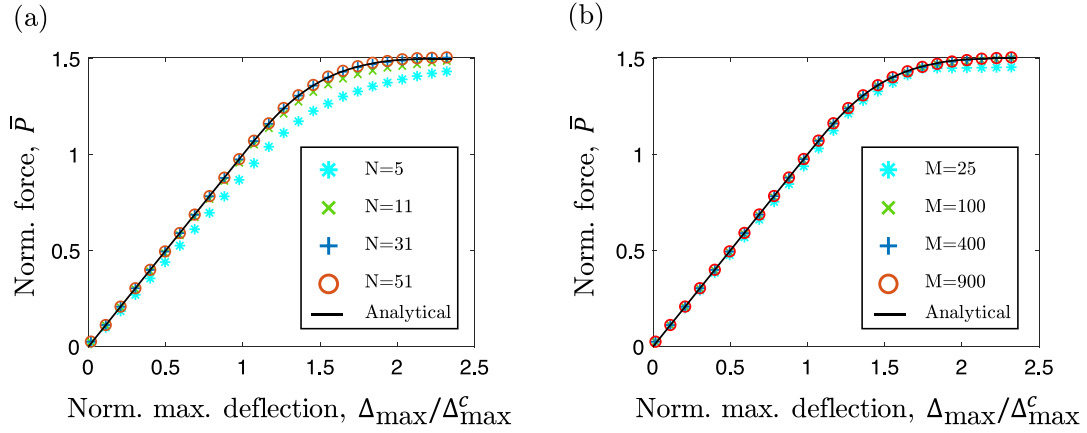 (a)
Norm. force, P̅
1.5
1
0.5
0
N=5
N=11
N=31
N=51
Analytical
0 0.5 1 1.5 2 2.5
Norm. max. deflection, Δmax/Δᶜmax
(b)
Norm. force, P̅
1.5
1
0.5
0
M=25
M=100
M=400
M=900
Analytical
0 0.5 1 1.5 2 2.5
Norm. max. deflection, Δmax/Δᶜmax